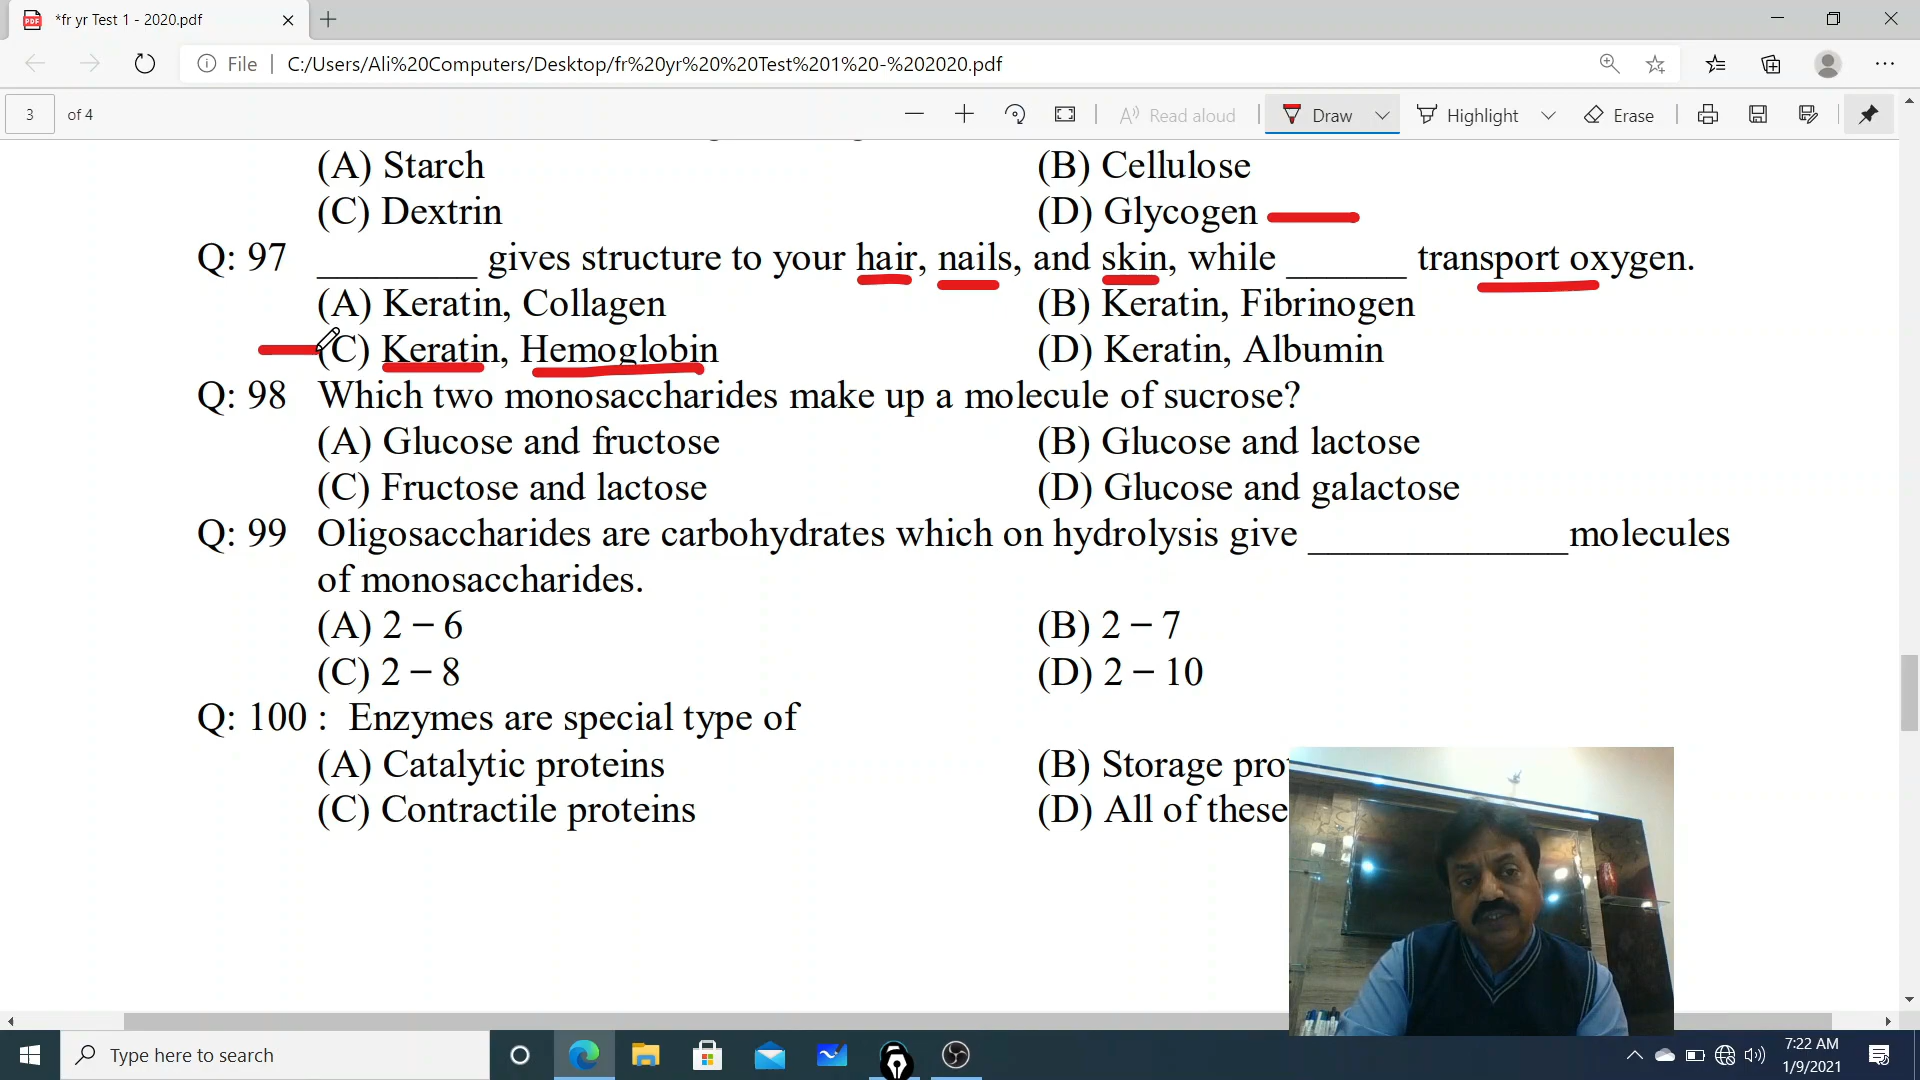 *fr yr Test 1 - 2020.pdf
File
C:/Users/Ali%20Computers/Desktop/fr%20yr%20%20Test%201%20-%202020.pdf
3 of 4
Read aloud
Draw
Highlight
Erase
(A) Starch (B) Cellulose
(C) Dextrin (D) Glycogen
Q: 97 ________ gives structure to your hair, nails, and skin, while ______ transport oxygen.
(A) Keratin, Collagen (B) Keratin, Fibrinogen
(C) Keratin, Hemoglobin (D) Keratin, Albumin
Q: 98 Which two monosaccharides make up a molecule of sucrose?
(A) Glucose and fructose (B) Glucose and lactose
(C) Fructose and lactose (D) Glucose and galactose
Q: 99 Oligosaccharides are carbohydrates which on hydrolysis give _____________molecules
of monosaccharides.
(A) 2 – 6 (B) 2 – 7
(C) 2 – 8 (D) 2 – 10
Q: 100 : Enzymes are special type of
(A) Catalytic proteins (B) Storage pro
(C) Contractile proteins (D) All of these
Type here to search
7:22 AM
1/9/2021